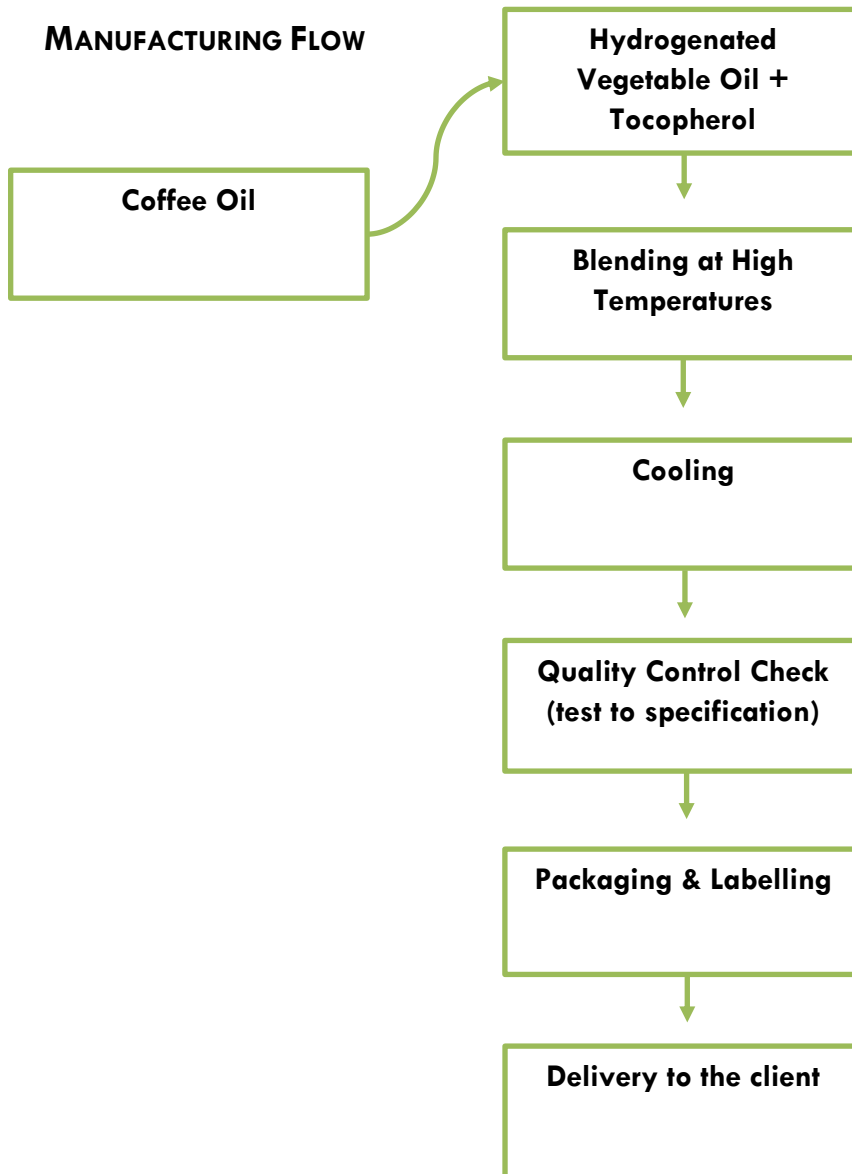 MANUFACTURING FLOW
Coffee Oil
Hydrogenated
Vegetable Oil +
Tocopherol
Blending at High
Temperatures
Cooling
Quality Control Check
(test to specification)
Packaging & Labelling
Delivery to the client